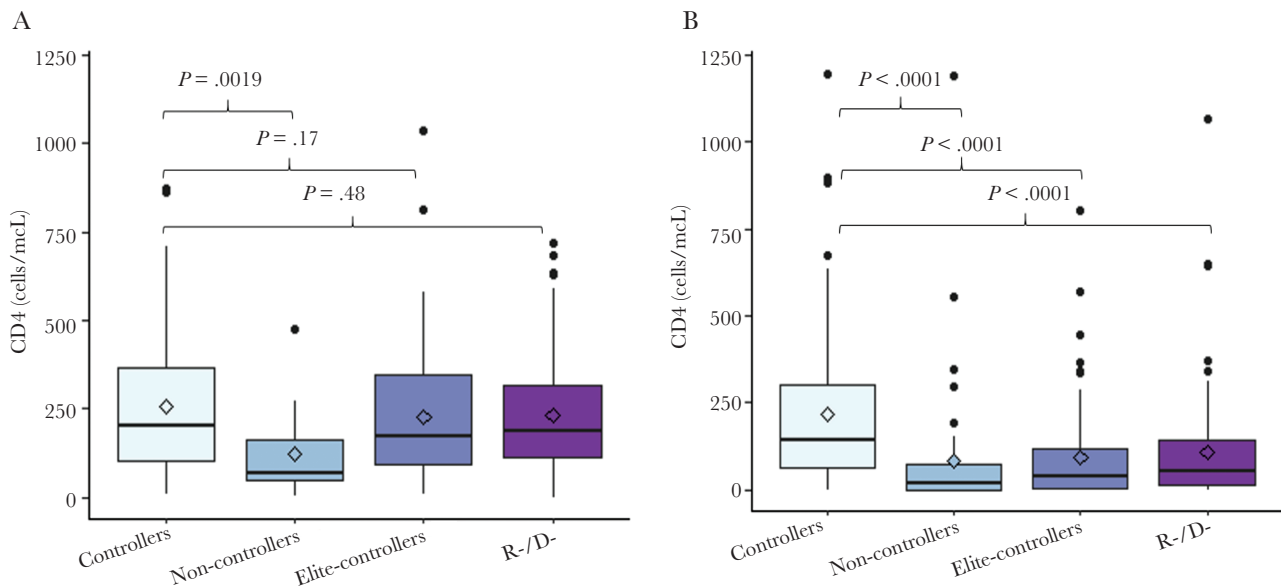 A
CD4 (cells/mcL)
1250
1000
750
500
250
0
P = .0019
P = .17
P = .48
Controllers
Non-controllers
Elite-controllers
R-/D-
B
CD4 (cells/mcL)
1250
1000
750
500
250
0
P < .0001
P < .0001
P < .0001
Controllers
Non-controllers
Elite-controllers
R-/D-